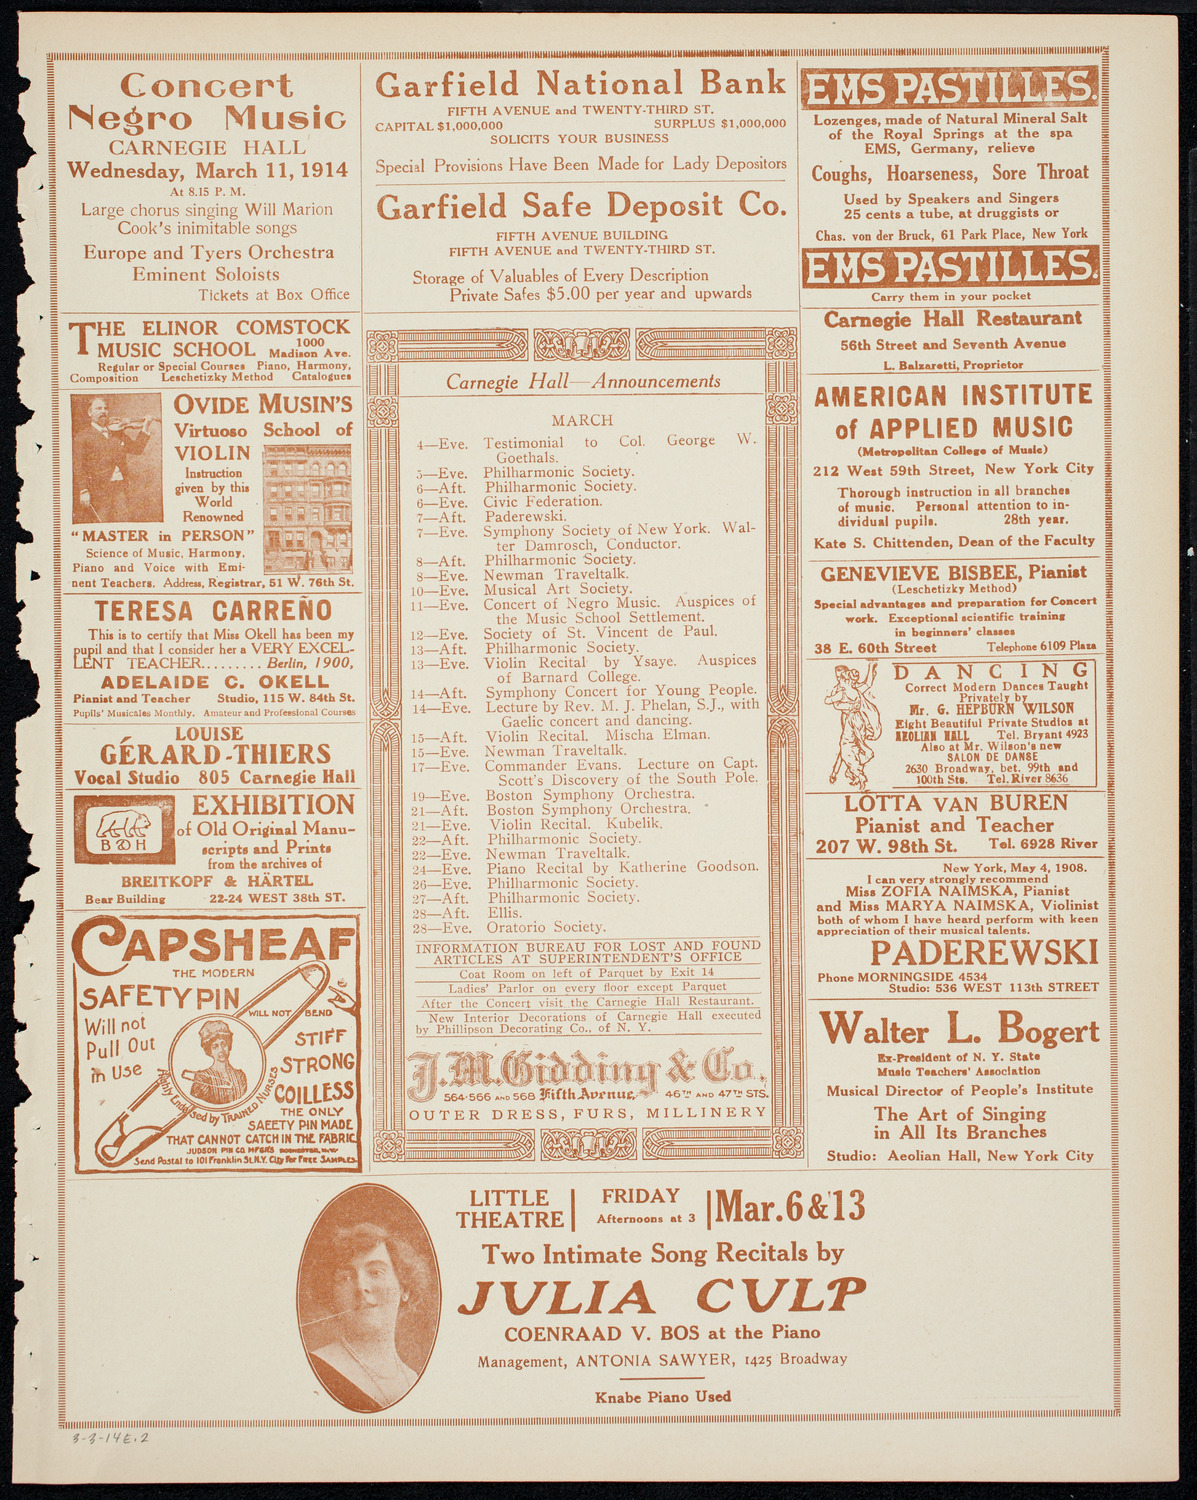 Concert
Negro Music
CARNEGIE HALL
Wednesday, March 11, 1914
At 8.15 P. M.
Large chorus singing Will Marion
Cook's inimitable songs
Europe and Tyers Orchestra
Eminent Soloists
Tickets at Box Office
THE ELINOR COMSTOCK
MUSIC SCHOOL 1000 Madison Ave.
Regular or Special Courses Piano, Harmony,
Composition Leschetizky Method Catalogues
OVIDE MUSIN'S
Virtuoso School of
VIOLIN
Instruction
given by this
World
Renowned
"MASTER in PERSON"
Science of Music, Harmony,
Piano and Voice with Emi-
nent Teachers. Address, Registrar, 51 W. 76th St.
TERESA CARREÑO
This is to certify that Miss Okell has been my
pupil and that I consider her a VERY EXCEL-
LENT TEACHER......... Berlin, 1900,
ADELAIDE C. OKELL
Pianist and Teacher Studio, 115 W. 84th St.
Pupils' Musicales Monthly. Amateur and Professional Courses
LOUISE
GÉRARD-THIERS
Vocal Studio 805 Carnegie Hall
B & H
EXHIBITION
of Old Original Manu-
scripts and Prints
from the archives of
BREITKOPF & HÄRTEL
Bear Building 22-24 WEST 38th ST.
CAPSHEAF
THE MODERN
SAFETY PIN
WILL NOT BEND
Will not
Pull Out
in Use
STIFF
STRONG
COILLESS
Highly Endorsed by TRAINED NURSES
THE ONLY
SAFETY PIN MADE
THAT CANNOT CATCH IN THE FABRIC
JUDSON PIN CO. MFGRS ROCHESTER, N.Y.
Send Postal to 101 Franklin St. N.Y. City For FREE SAMPLES.
Garfield National Bank
FIFTH AVENUE and TWENTY-THIRD ST.
CAPITAL $1,000,000 SURPLUS $1,000,000
SOLICITS YOUR BUSINESS
Special Provisions Have Been Made for Lady Depositors
Garfield Safe Deposit Co.
FIFTH AVENUE BUILDING
FIFTH AVENUE and TWENTY-THIRD ST.
Storage of Valuables of Every Description
Private Safes $5.00 per year and upwards
Carnegie Hall—Announcements
MARCH
4—Eve. Testimonial to Col. George W.
Goethals.
5—Eve. Philharmonic Society.
6—Aft. Philharmonic Society.
6—Eve. Civic Federation.
7—Aft. Paderewski.
7—Eve. Symphony Society of New York. Wal-
ter Damrosch, Conductor.
8—Aft. Philharmonic Society.
8—Eve. Newman Traveltalk.
10—Eve. Musical Art Society.
11—Eve. Concert of Negro Music. Auspices of
the Music School Settlement.
12—Eve. Society of St. Vincent de Paul.
13—Aft. Philharmonic Society.
13—Eve. Violin Recital by Ysaye. Auspices
of Barnard College.
14—Aft. Symphony Concert for Young People.
14—Eve. Lecture by Rev. M. J. Phelan, S.J., with
Gaelic concert and dancing.
15—Aft. Violin Recital. Mischa Elman.
15—Eve. Newman Traveltalk.
17—Eve. Commander Evans. Lecture on Capt.
Scott's Discovery of the South Pole.
19—Eve. Boston Symphony Orchestra.
21—Aft. Boston Symphony Orchestra.
21—Eve. Violin Recital. Kubelik.
22—Aft. Philharmonic Society.
22—Eve. Newman Traveltalk.
24—Eve. Piano Recital by Katherine Goodson.
26—Eve. Philharmonic Society.
27—Aft. Philharmonic Society.
28—Aft. Ellis.
28—Eve. Oratorio Society.
INFORMATION BUREAU FOR LOST AND FOUND
ARTICLES AT SUPERINTENDENT'S OFFICE
Coat Room on left of Parquet by Exit 14
Ladies' Parlor on every floor except Parquet
After the Concert visit the Carnegie Hall Restaurant.
New Interior Decorations of Carnegie Hall executed
by Phillipson Decorating Co., of N. Y.
J. M. Gidding & Co.
564-566 AND 568 Fifth Avenue, 46TH AND 47TH STS.
OUTER DRESS, FURS, MILLINERY
EMS PASTILLES.
Lozenges, made of Natural Mineral Salt
of the Royal Springs at the spa
EMS, Germany, relieve
Coughs, Hoarseness, Sore Throat
Used by Speakers and Singers
25 cents a tube, at druggists or
Chas. von der Bruck, 61 Park Place, New York
EMS PASTILLES.
Carry them in your pocket
Carnegie Hall Restaurant
56th Street and Seventh Avenue
L. Balzaretti, Proprietor
AMERICAN INSTITUTE
of APPLIED MUSIC
(Metropolitan College of Music)
212 West 59th Street, New York City
Thorough instruction in all branches
of music. Personal attention to in-
dividual pupils. 28th year.
Kate S. Chittenden, Dean of the Faculty
GENEVIEVE BISBEE, Pianist
(Leschetizky Method)
Special advantages and preparation for Concert
work. Exceptional scientific training
in beginners' classes
38 E. 60th Street Telephone 6109 Plaza
DANCING
Correct Modern Dances Taught
Privately by
Mr. G. HEPBURN WILSON
Eight Beautiful Private Studios at
AEOLIAN HALL Tel. Bryant 4923
Also at Mr. Wilson's new
SALON DE DANSE
2630 Broadway, bet. 99th and
100th Sts. Tel. River 8636
LOTTA VAN BUREN
Pianist and Teacher
207 W. 98th St. Tel. 6928 River
New York, May 4, 1908.
I can very strongly recommend
Miss ZOFIA NAIMSKA, Pianist
and Miss MARYA NAIMSKA, Violinist
both of whom I have heard perform with keen
appreciation of their musical talents.
PADEREWSKI
Phone MORNINGSIDE 4534
Studio: 536 WEST 113th STREET
Walter L. Bogert
Ex-President of N. Y. State
Music Teachers' Association
Musical Director of People's Institute
The Art of Singing
in All Its Branches
Studio: Aeolian Hall, New York City
LITTLE THEATRE | FRIDAY Afternoons at 3 | Mar. 6 & 13
Two Intimate Song Recitals by
JULIA CULP
COENRAAD V. BOS at the Piano
Management, ANTONIA SAWYER, 1425 Broadway
Knabe Piano Used
3-3-14E.2